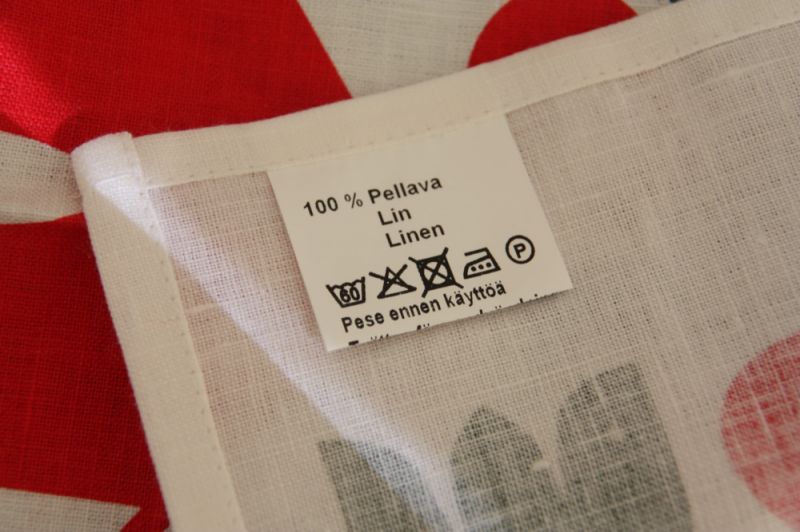 100 % Pellava
Lin
Linen
60 P
Pese ennen käyttöä